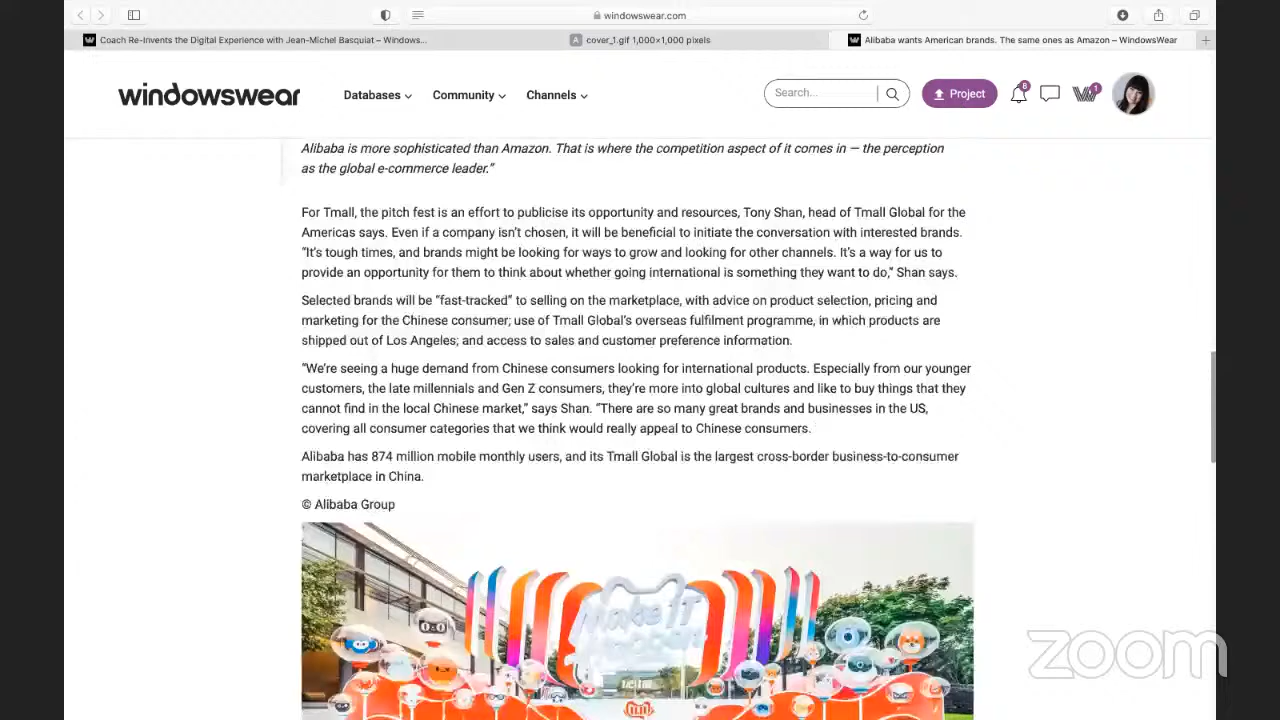 windowswear.com
Coach Re-Invents the Digital Experience with Jean-Michel Basquiat – Windows...
A cover_1.gif 1,000×1,000 pixels
Alibaba wants American brands. The same ones as Amazon – WindowsWear
windowswear
Databases
Community
Channels
Search...
Project
8
1
Alibaba is more sophisticated than Amazon. That is where the competition aspect of it comes in — the perception
as the global e-commerce leader.”
For Tmall, the pitch fest is an effort to publicise its opportunity and resources, Tony Shan, head of Tmall Global for the
Americas says. Even if a company isn’t chosen, it will be beneficial to initiate the conversation with interested brands.
“It’s tough times, and brands might be looking for ways to grow and looking for other channels. It’s a way for us to
provide an opportunity for them to think about whether going international is something they want to do,” Shan says.
Selected brands will be “fast-tracked” to selling on the marketplace, with advice on product selection, pricing and
marketing for the Chinese consumer; use of Tmall Global’s overseas fulfilment programme, in which products are
shipped out of Los Angeles; and access to sales and customer preference information.
“We’re seeing a huge demand from Chinese consumers looking for international products. Especially from our younger
customers, the late millennials and Gen Z consumers, they’re more into global cultures and like to buy things that they
cannot find in the local Chinese market,” says Shan. “There are so many great brands and businesses in the US,
covering all consumer categories that we think would really appeal to Chinese consumers.
Alibaba has 874 million mobile monthly users, and its Tmall Global is the largest cross-border business-to-consumer
marketplace in China.
© Alibaba Group
Make IT
zoom